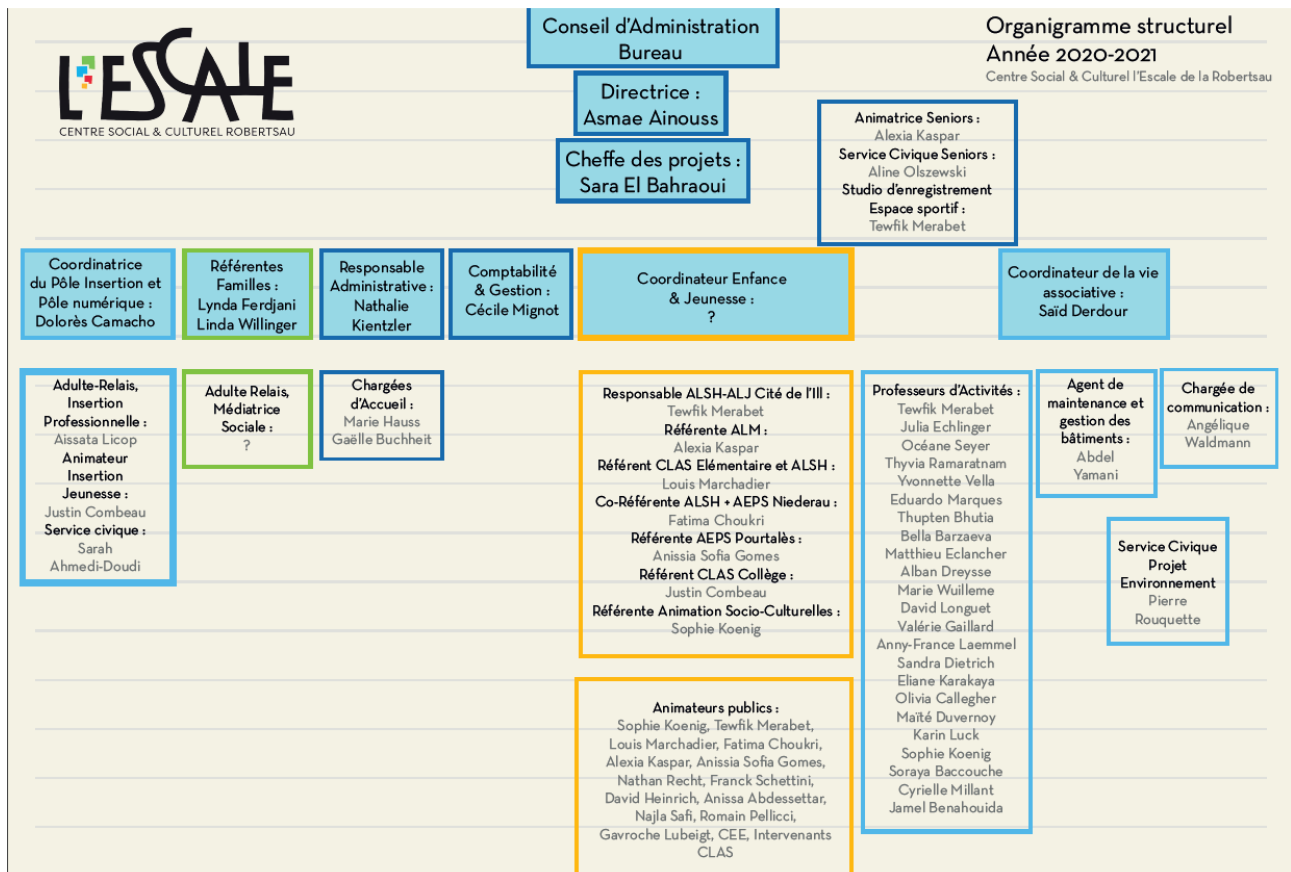 L'ESCALE
CENTRE SOCIAL & CULTUREL ROBERTSAU
Conseil d'Administration
Bureau
Directrice :
Asmae Ainouss
Cheffe des projets :
Sara El Bahraoui
Organigramme structurel
Année 2020-2021
Centre Social & Culturel l'Escale de la Robertsau
Animatrice Seniors :
Alexia Kaspar
Service Civique Seniors :
Aline Olszewski
Studio d'enregistrement
Espace sportif :
Tewfik Merabet
Coordinatrice
du Pôle Insertion et
Pôle numérique :
Dolorès Camacho
Référentes
Familles :
Lynda Ferdjani
Linda Willinger
Responsable
Administrative :
Nathalie
Kientzler
Comptabilité
& Gestion :
Cécile Mignot
Coordinateur Enfance
& Jeunesse :
?
Coordinateur de la vie
associative :
Saïd Derdour
Adulte-Relais,
Insertion
Professionnelle :
Aissata Licop
Animateur
Insertion
Jeunesse :
Justin Combeau
Service civique :
Sarah
Ahmedi-Doudi
Adulte Relais,
Médiatrice
Sociale :
?
Chargées
d'Accueil :
Marie Hauss
Gaëlle Buchheit
Responsable ALSH-ALJ Cité de l'Ill :
Tewfik Merabet
Référente ALM :
Alexia Kaspar
Référent CLAS Elémentaire et ALSH :
Louis Marchadier
Co-Référente ALSH + AEPS Niederau :
Fatima Choukri
Référente AEPS Pourtalès :
Anissia Sofia Gomes
Référent CLAS Collège :
Justin Combeau
Référente Animation Socio-Culturelles :
Sophie Koenig
Animateurs publics :
Sophie Koenig, Tewfik Merabet,
Louis Marchadier, Fatima Choukri,
Alexia Kaspar, Anissia Sofia Gomes,
Nathan Recht, Franck Schettini,
David Heinrich, Anissa Abdessettar,
Najla Safi, Romain Pellicci,
Gavroche Lubeigt, CEE, Intervenants
CLAS
Professeurs d'Activités :
Tewfik Merabet
Julia Echlinger
Océane Seyer
Thyvia Ramaratnam
Yvonnette Vella
Eduardo Marques
Thupten Bhutia
Bella Barzaeva
Matthieu Eclancher
Alban Dreysse
Marie Wuilleme
David Longuet
Valérie Gaillard
Anny-France Laemmel
Sandra Dietrich
Eliane Karakaya
Olivia Callegher
Maïté Duvernoy
Karin Luck
Sophie Koenig
Soraya Baccouche
Cyrielle Millant
Jamel Benahouida
Agent de
maintenance et
gestion des
bâtiments :
Abdel
Yamani
Chargée de
communication :
Angélique
Waldmann
Service Civique
Projet
Environnement
Pierre
Rouquette